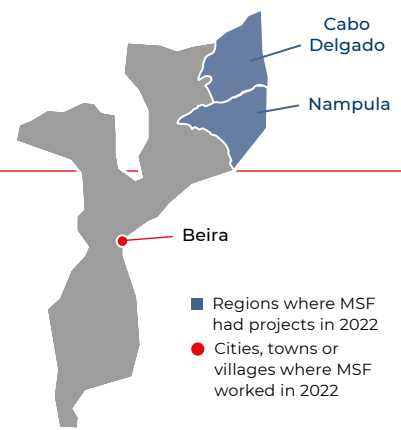 Cabo
Delgado
Nampula
Beira
Regions where MSF
had projects in 2022
Cities, towns or
villages where MSF
worked in 2022